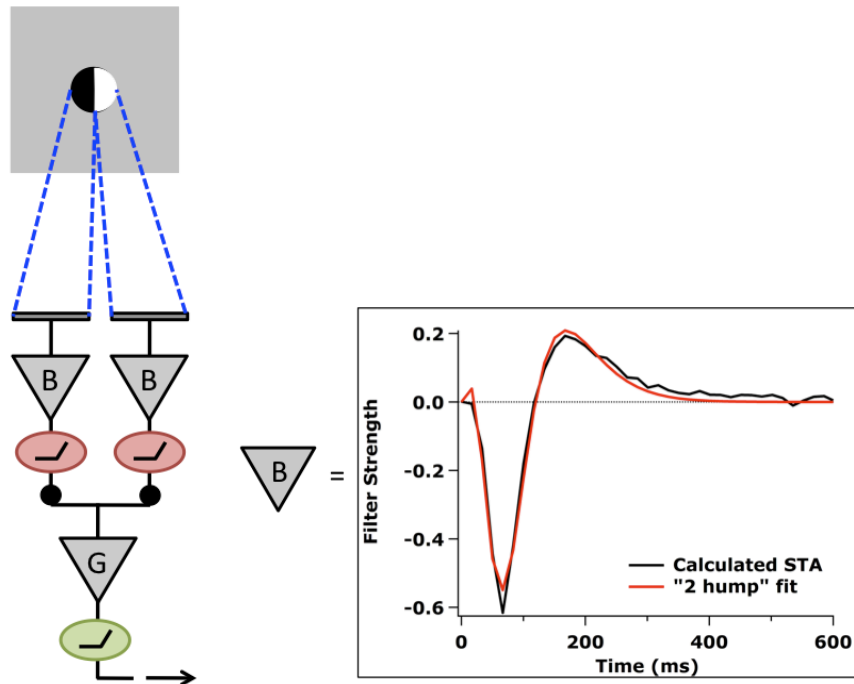 B B
G
B =
Filter Strength
0.2
0.0
-0.2
-0.4
-0.6
Calculated STA
"2 hump" fit
0 200 400 600
Time (ms)